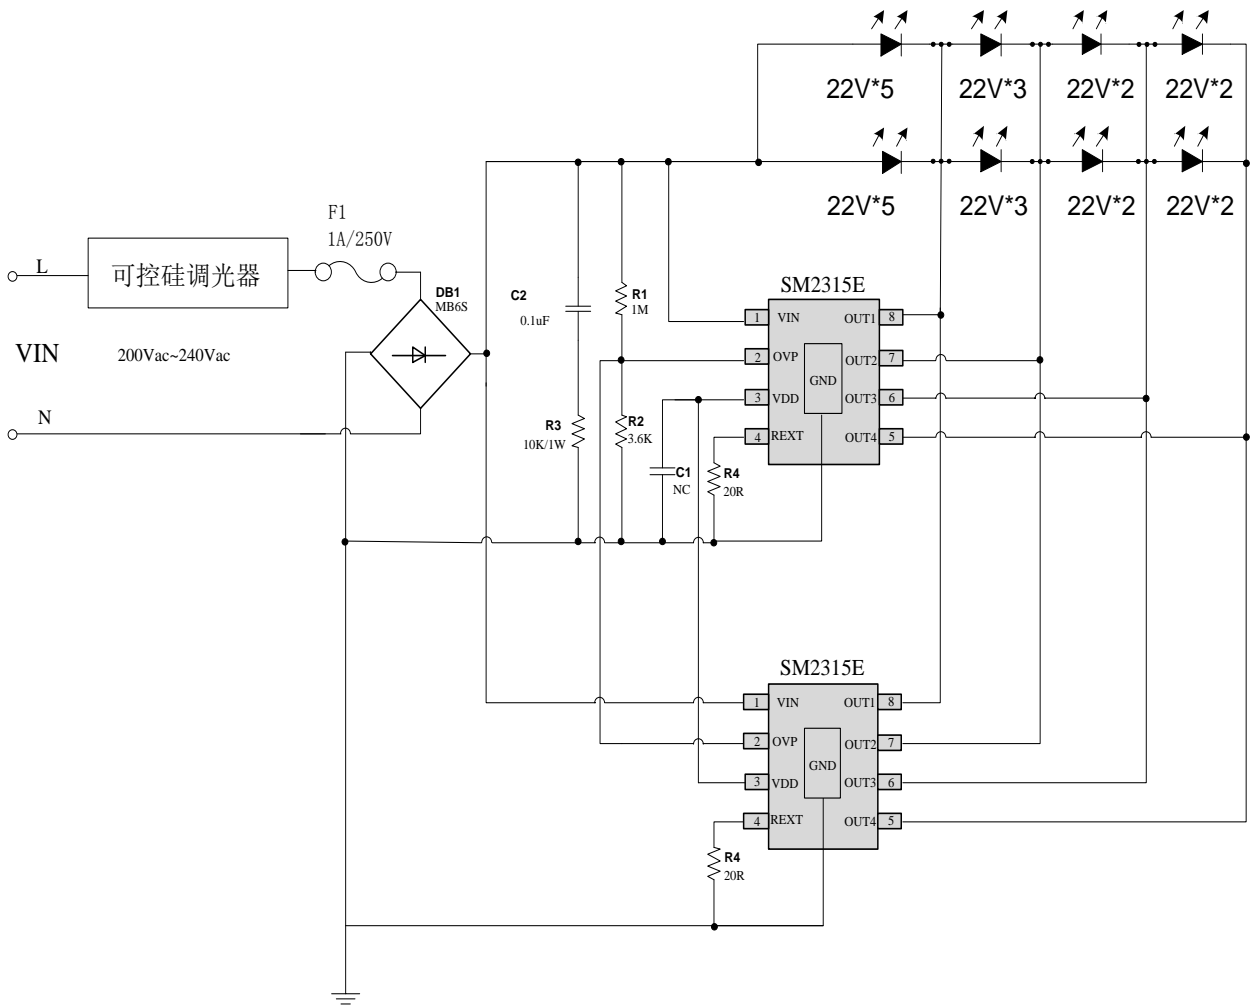 22V*5
22V*3
22V*2
22V*2
22V*5
22V*3
22V*2
22V*2
F1
1A/250V
L
可控硅调光器
DB1
MB6S
VIN
200Vac~240Vac
N
C2
0.1uF
R1
1M
R3
10K/1W
R2
3.6K
C1
NC
R4
20R
SM2315E
1 VIN OUT1 8
2 OVP OUT2 7
GND
3 VDD OUT3 6
4 REXT OUT4 5
SM2315E
1 VIN OUT1 8
2 OVP OUT2 7
GND
3 VDD OUT3 6
4 REXT OUT4 5
R4
20R